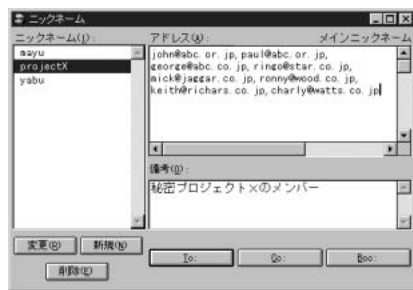 ニックネーム
ニックネーム(J):
アドレス(A):
メインニックネーム
mayu
projectX
yabu
john@abc.or.jp, paul@abc.or.jp,
george@abc.co.jp, ringo@star.co.jp,
mick@jaggar.co.jp, ronny@wood.co.jp,
keith@richars.co.jp, charly@watts.co.jp
備考(O):
秘密プロジェクト×のメンバー
変更(R)
新規(N)
削除(E)
To:
Cc:
Bcc: